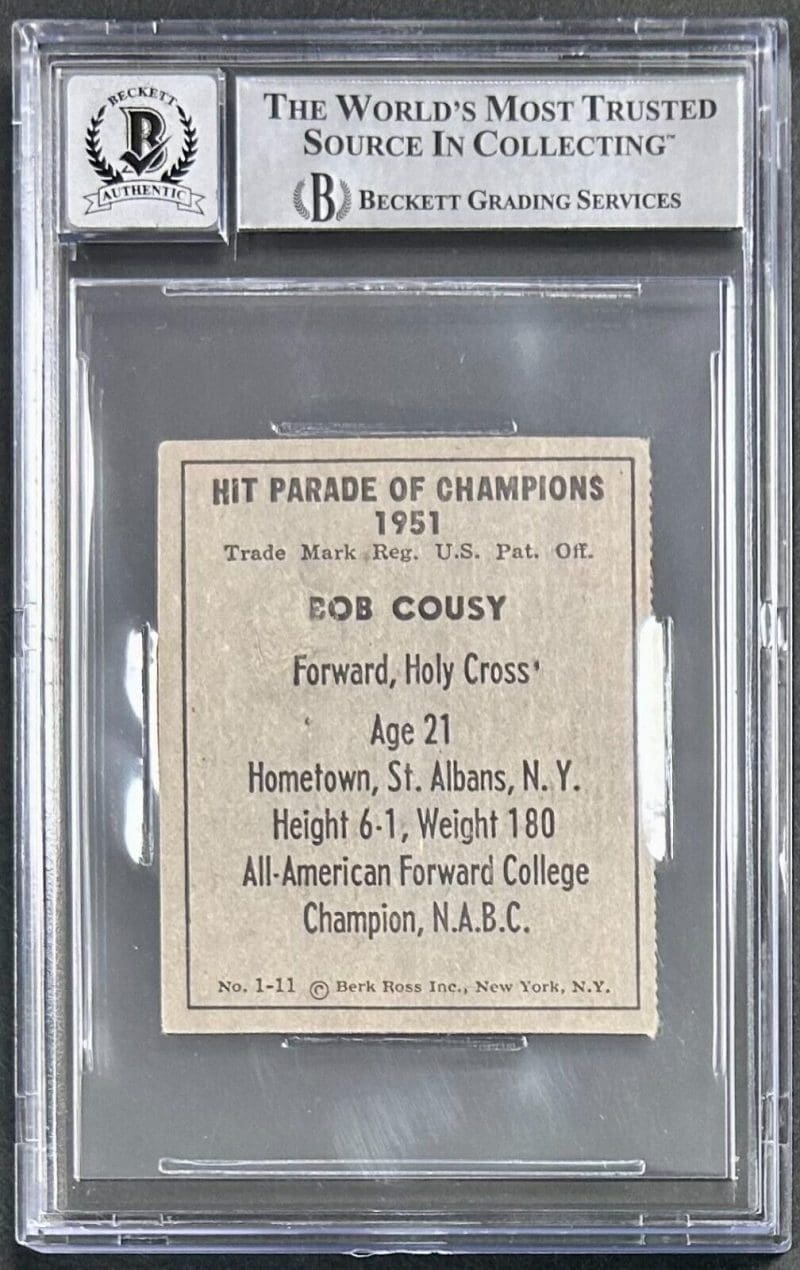 BECKETT
B
AUTHENTIC
THE WORLD'S MOST TRUSTED
SOURCE IN COLLECTING™
B BECKETT GRADING SERVICES
HIT PARADE OF CHAMPIONS
1951
Trade Mark Reg. U.S. Pat. Off.
BOB COUSY
Forward, Holy Cross
Age 21
Hometown, St. Albans, N. Y.
Height 6-1, Weight 180
All-American Forward College
Champion, N.A.B.C.
No. 1-11 © Berk Ross Inc., New York, N.Y.